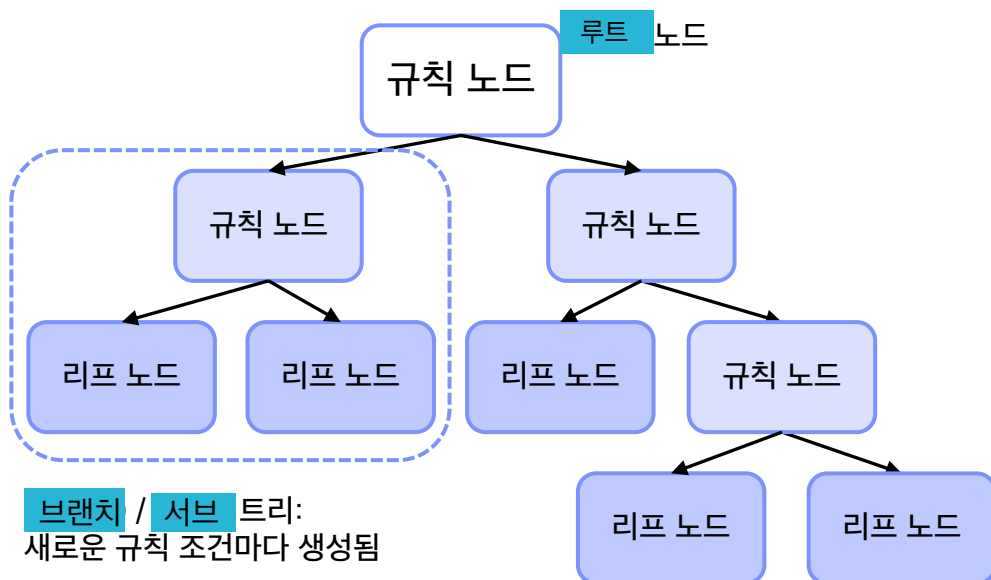 루트 노드
규칙 노드
규칙 노드
규칙 노드
리프 노드
리프 노드
리프 노드
규칙 노드
리프 노드
리프 노드
브랜치 / 서브 트리:
새로운 규칙 조건마다 생성됨